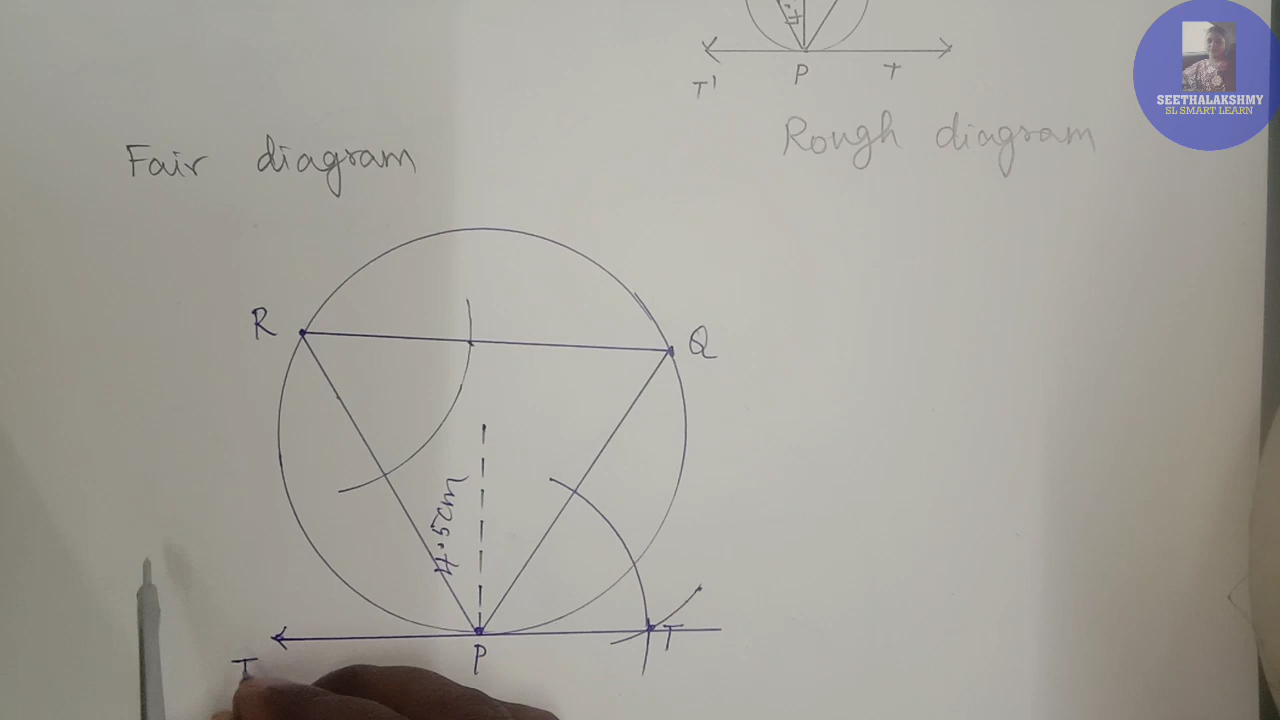 T' P T
SEETHALAKSHMY
SL SMART LEARN
Rough diagram
Fair diagram
R Q
4.5cm
T P T